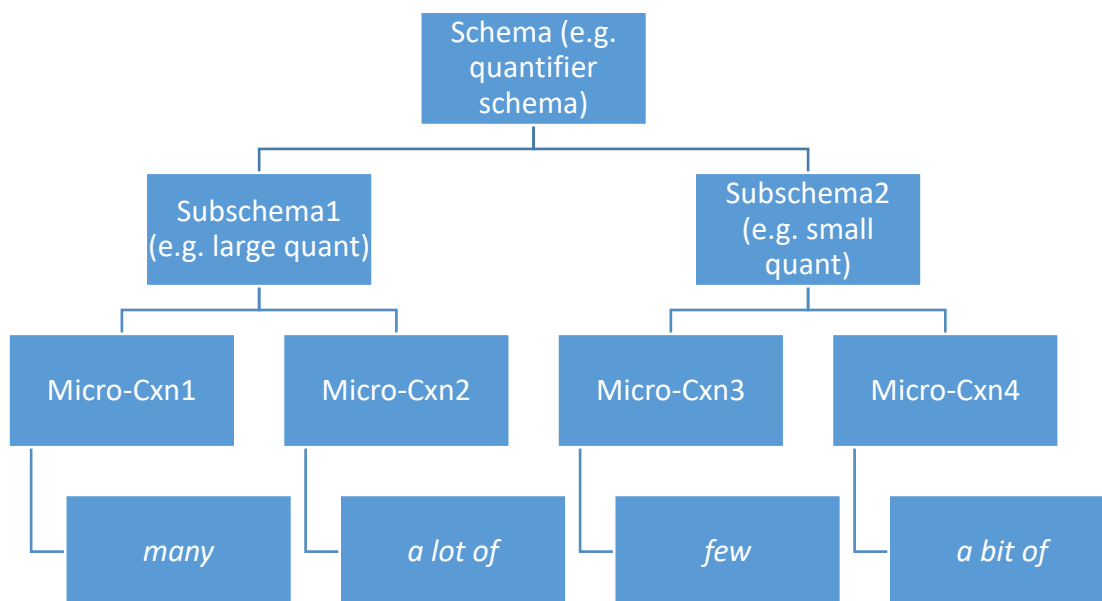 Schema (e.g.
quantifier
schema)
Subschema1
(e.g. large quant)
Subschema2
(e.g. small
quant)
Micro-Cxn1
Micro-Cxn2
Micro-Cxn3
Micro-Cxn4
many
a lot of
few
a bit of